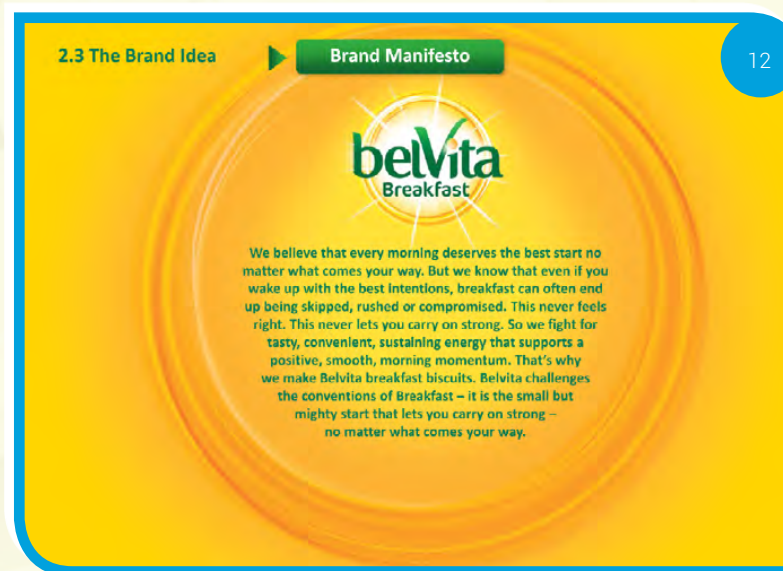 2.3 The Brand Idea
Brand Manifesto
12
belVita
Breakfast
We believe that every morning deserves the best start no
matter what comes your way. But we know that even if you
wake up with the best intentions, breakfast can often end
up being skipped, rushed or compromised. This never feels
right. This never lets you carry on strong. So we fight for
tasty, convenient, sustaining energy that supports a
positive, smooth, morning momentum. That's why
we make Belvita breakfast biscuits. Belvita challenges
the conventions of Breakfast – it is the small but
mighty start that lets you carry on strong –
no matter what comes your way.